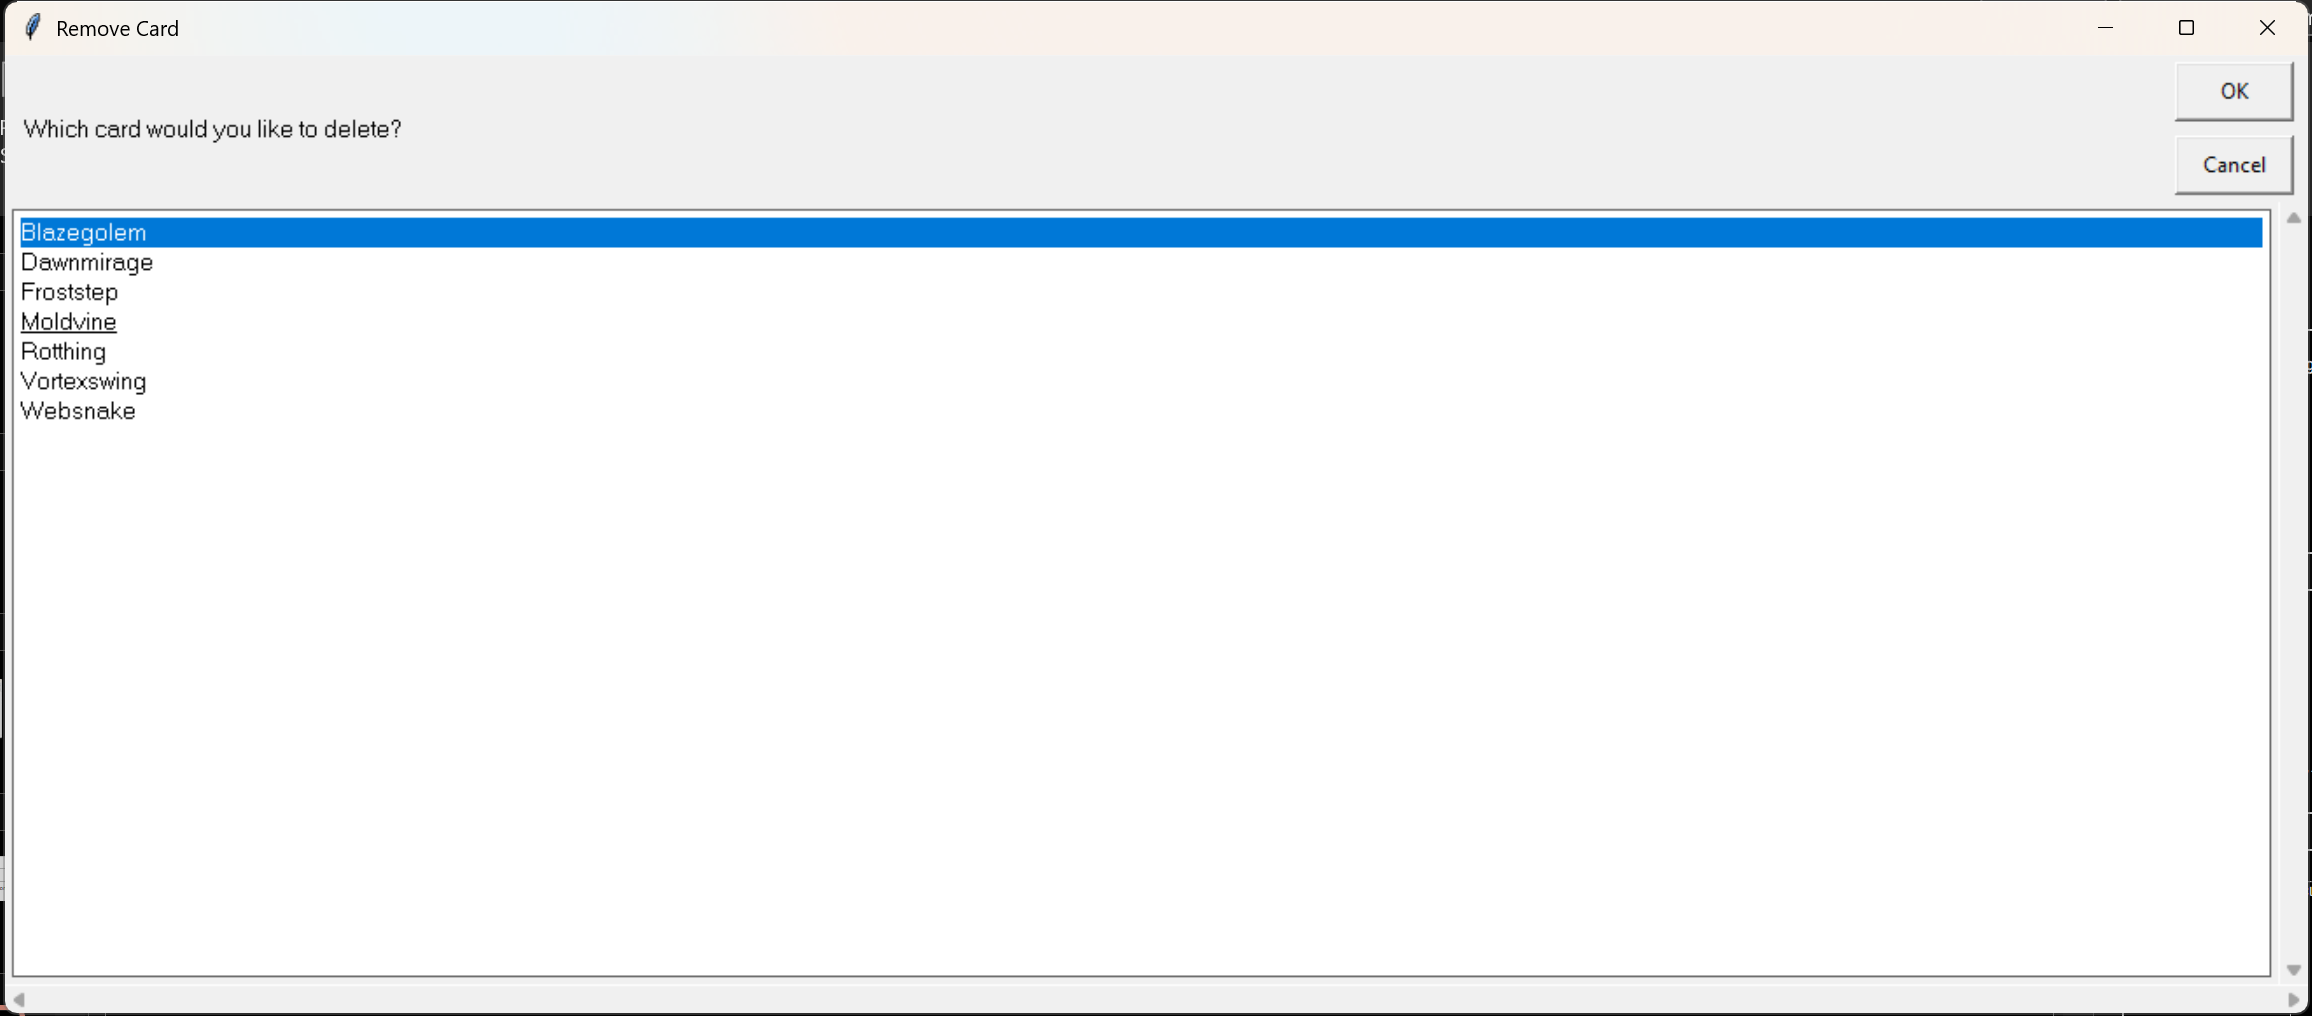 Remove Card
OK
Which card would you like to delete?
Cancel
Blazegolem
Dawnmirage
Froststep
Moldvine
Rotthing
Vortexswing
Websnake